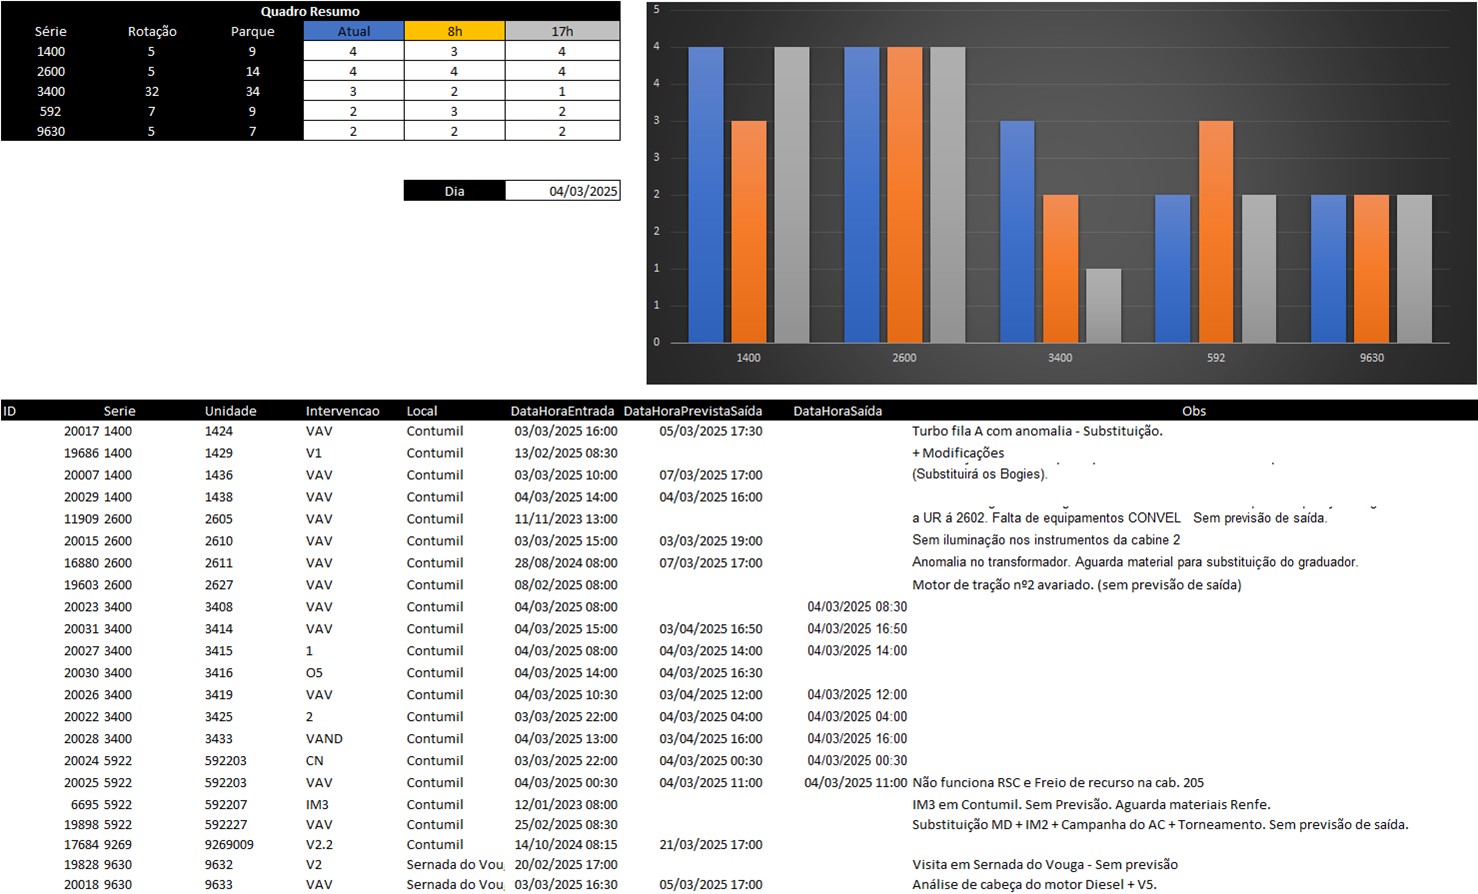 Quadro Resumo
Série Rotação Parque Atual 8h 17h
1400 5 9 4 3 4
2600 5 14 4 4 4
3400 32 34 3 2 1
592 7 9 2 3 2
9630 5 7 2 2 2
Dia 04/03/2025
5
4
4
3
3
2
2
1
1
0
1400 2600 3400 592 9630
ID Serie Unidade Intervencao Local DataHoraEntrada DataHoraPrevistaSaída DataHoraSaída Obs
20017 1400 1424 VAV Contumil 03/03/2025 16:00 05/03/2025 17:30 Turbo fila A com anomalia - Substituição.
19686 1400 1429 V1 Contumil 13/02/2025 08:30 + Modificações
20007 1400 1436 VAV Contumil 03/03/2025 10:00 07/03/2025 17:00 (Substituirá os Bogies).
20029 1400 1438 VAV Contumil 04/03/2025 14:00 04/03/2025 16:00
11909 2600 2605 VAV Contumil 11/11/2023 13:00 a UR á 2602. Falta de equipamentos CONVEL Sem previsão de saída.
20015 2600 2610 VAV Contumil 03/03/2025 15:00 03/03/2025 19:00 Sem iluminação nos instrumentos da cabine 2
16880 2600 2611 VAV Contumil 28/08/2024 08:00 07/03/2025 17:00 Anomalia no transformador. Aguarda material para substituição do graduador.
19603 2600 2627 VAV Contumil 08/02/2025 08:00 Motor de tração nº2 avariado. (sem previsão de saída)
20023 3400 3408 VAV Contumil 04/03/2025 08:00 04/03/2025 08:30
20031 3400 3414 VAV Contumil 04/03/2025 15:00 03/04/2025 16:50 04/03/2025 16:50
20027 3400 3415 1 Contumil 04/03/2025 08:00 04/03/2025 14:00 04/03/2025 14:00
20030 3400 3416 O5 Contumil 04/03/2025 14:00 04/03/2025 16:30
20026 3400 3419 VAV Contumil 04/03/2025 10:30 03/04/2025 12:00 04/03/2025 12:00
20022 3400 3425 2 Contumil 03/03/2025 22:00 04/03/2025 04:00 04/03/2025 04:00
20028 3400 3433 VAND Contumil 04/03/2025 13:00 03/04/2025 16:00 04/03/2025 16:00
20024 5922 592203 CN Contumil 03/03/2025 22:00 04/03/2025 00:30 04/03/2025 00:30
20025 5922 592203 VAV Contumil 04/03/2025 00:30 04/03/2025 11:00 04/03/2025 11:00 Não funciona RSC e Freio de recurso na cab. 205
6695 5922 592207 IM3 Contumil 12/01/2023 08:00 IM3 em Contumil. Sem Previsão. Aguarda materiais Renfe.
19898 5922 592227 VAV Contumil 25/02/2025 08:30 Substituição MD + IM2 + Campanha do AC + Torneamento. Sem previsão de saída.
17684 9269 9269009 V2.2 Contumil 14/10/2024 08:15 21/03/2025 17:00
19828 9630 9632 V2 Sernada do Vou 20/02/2025 17:00 Visita em Sernada do Vouga - Sem previsão
20018 9630 9633 VAV Sernada do Vou 03/03/2025 16:30 05/03/2025 17:00 Análise de cabeça do motor Diesel + V5.